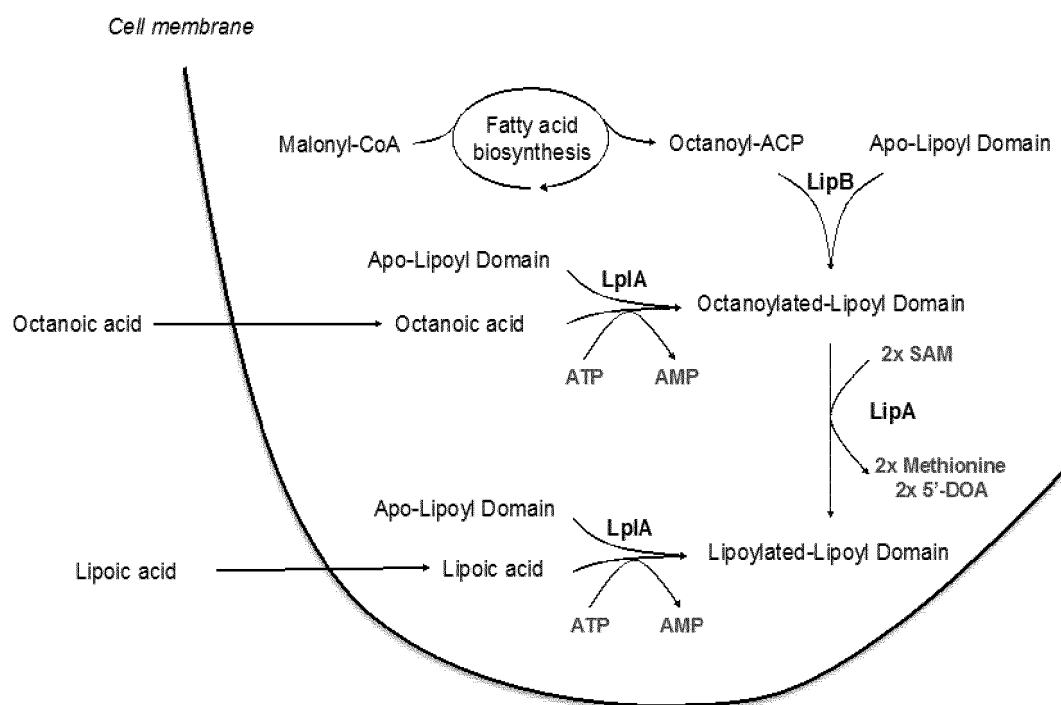 Cell membrane
Malonyl-CoA
Fatty acid
biosynthesis
Octanoyl-ACP
Apo-Lipoyl Domain
LipB
Apo-Lipoyl Domain
LplA
Octanoic acid
Octanoic acid
Octanoylated-Lipoyl Domain
ATP
AMP
2x SAM
LipA
2x Methionine
2x 5'-DOA
Apo-Lipoyl Domain
LplA
Lipoic acid
Lipoic acid
Lipoylated-Lipoyl Domain
ATP
AMP